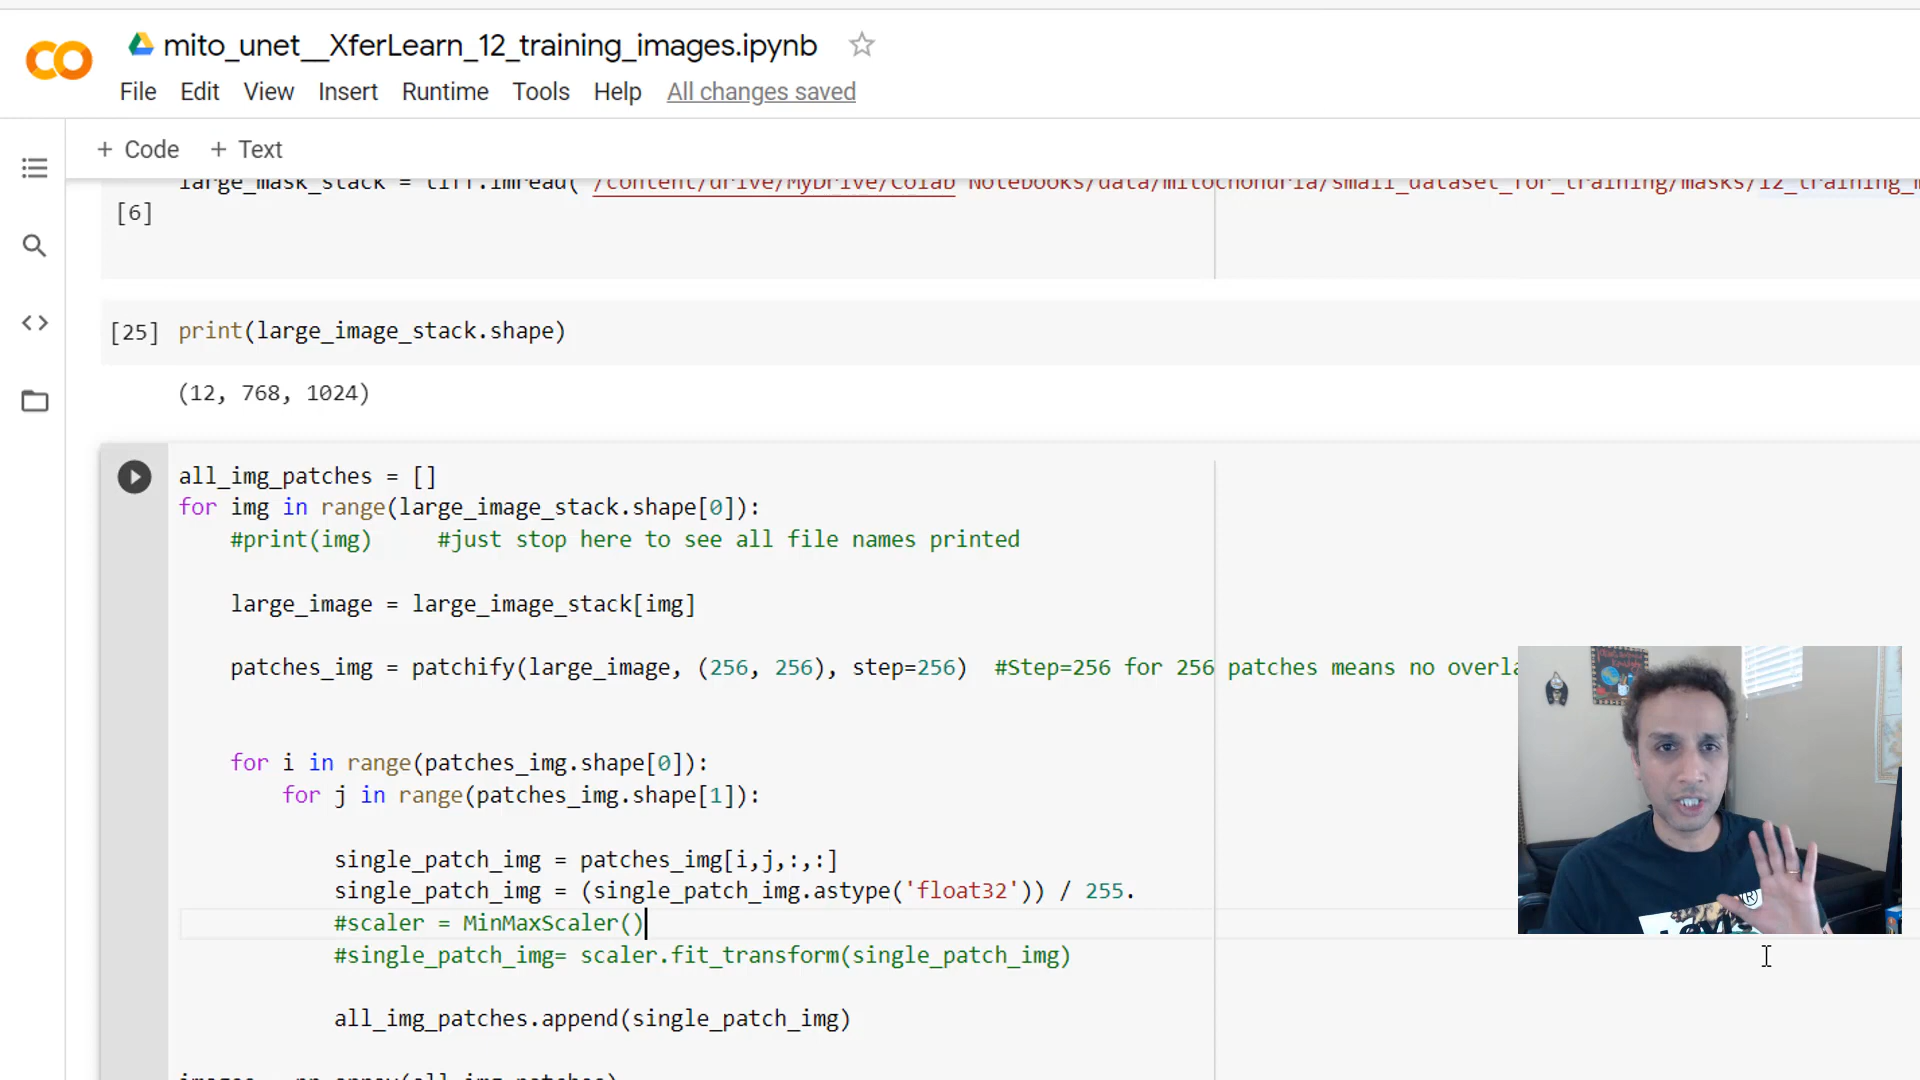 mito_unet__XferLearn_12_training_images.ipynb
File Edit View Insert Runtime Tools Help All changes saved
+ Code + Text
large_mask_stack = tiff.imread('/content/drive/MyDrive/Colab Notebooks/data/mitochondria/small_dataset_for_training/masks/12_training_m
[6]
[25] print(large_image_stack.shape)
(12, 768, 1024)
all_img_patches = []
for img in range(large_image_stack.shape[0]):
#print(img) #just stop here to see all file names printed
large_image = large_image_stack[img]
patches_img = patchify(large_image, (256, 256), step=256) #Step=256 for 256 patches means no overla
for i in range(patches_img.shape[0]):
for j in range(patches_img.shape[1]):
single_patch_img = patches_img[i,j,:,:]
single_patch_img = (single_patch_img.astype('float32')) / 255.
#scaler = MinMaxScaler()
#single_patch_img= scaler.fit_transform(single_patch_img)
all_img_patches.append(single_patch_img)
images = np.array(all_img_patches)